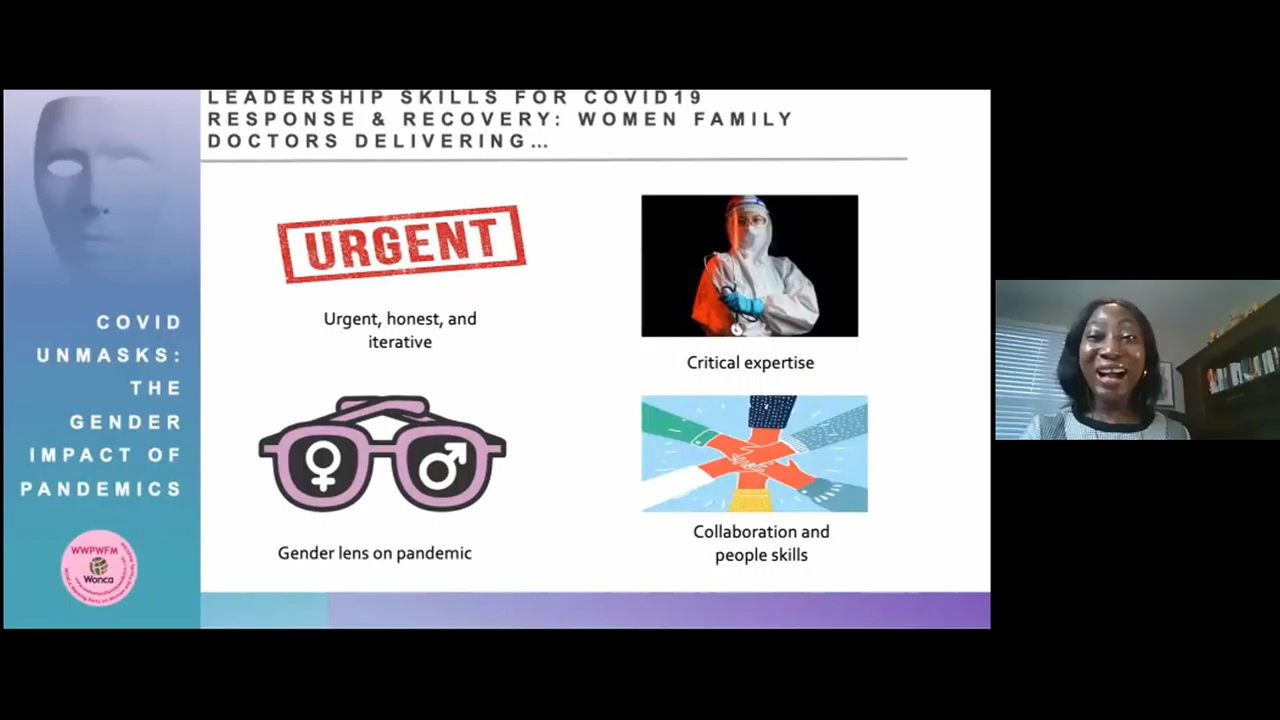 LEADERSHIP SKILLS FOR COVID19
RESPONSE & RECOVERY: WOMEN FAMILY
DOCTORS DELIVERING…
URGENT
Urgent, honest, and
iterative
Critical expertise
Gender lens on pandemic
Collaboration and
people skills
COVID
UNMASKS:
THE
GENDER
IMPACT OF
PANDEMICS
WWPWFM
Wonca